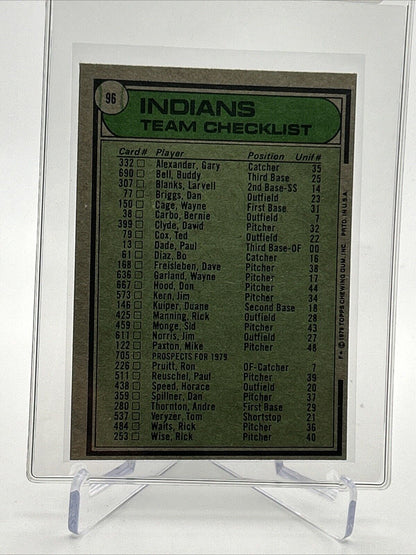 96
INDIANS
TEAM CHECKLIST
Card# Player Position Unif#
332 Alexander, Gary Catcher 35
690 Bell, Buddy Third Base 25
307 Blanks, Larvell 2nd Base-SS 14
77 Briggs, Dan Outfield 23
150 Cage, Wayne First Base 31
38 Carbo, Bernie Outfield 7
399 Clyde, David Pitcher 32
79 Cox, Ted Outfield 22
13 Dade, Paul Third Base-OF 00
61 Diaz, Bo Catcher 16
168 Freisleben, Dave Pitcher 38
636 Garland, Wayne Pitcher 17
667 Hood, Don Pitcher 44
573 Kern, Jim Pitcher 34
146 Kuiper, Duane Second Base 18
425 Manning, Rick Outfield 28
459 Monge, Sid Pitcher 43
611 Norris, Jim Outfield 27
122 Paxton, Mike Pitcher 48
705 PROSPECTS FOR 1979
226 Pruitt, Ron OF-Catcher 7
511 Reuschel, Paul Pitcher 39
438 Speed, Horace Outfield 20
359 Spillner, Dan Pitcher 37
280 Thornton, Andre First Base 29
537 Veryzer, Tom Shortstop 21
484 Waits, Rick Pitcher 36
253 Wise, Rick Pitcher 40
F★ © 1979 TOPPS CHEWING GUM, INC. PRTD. IN U.S.A.